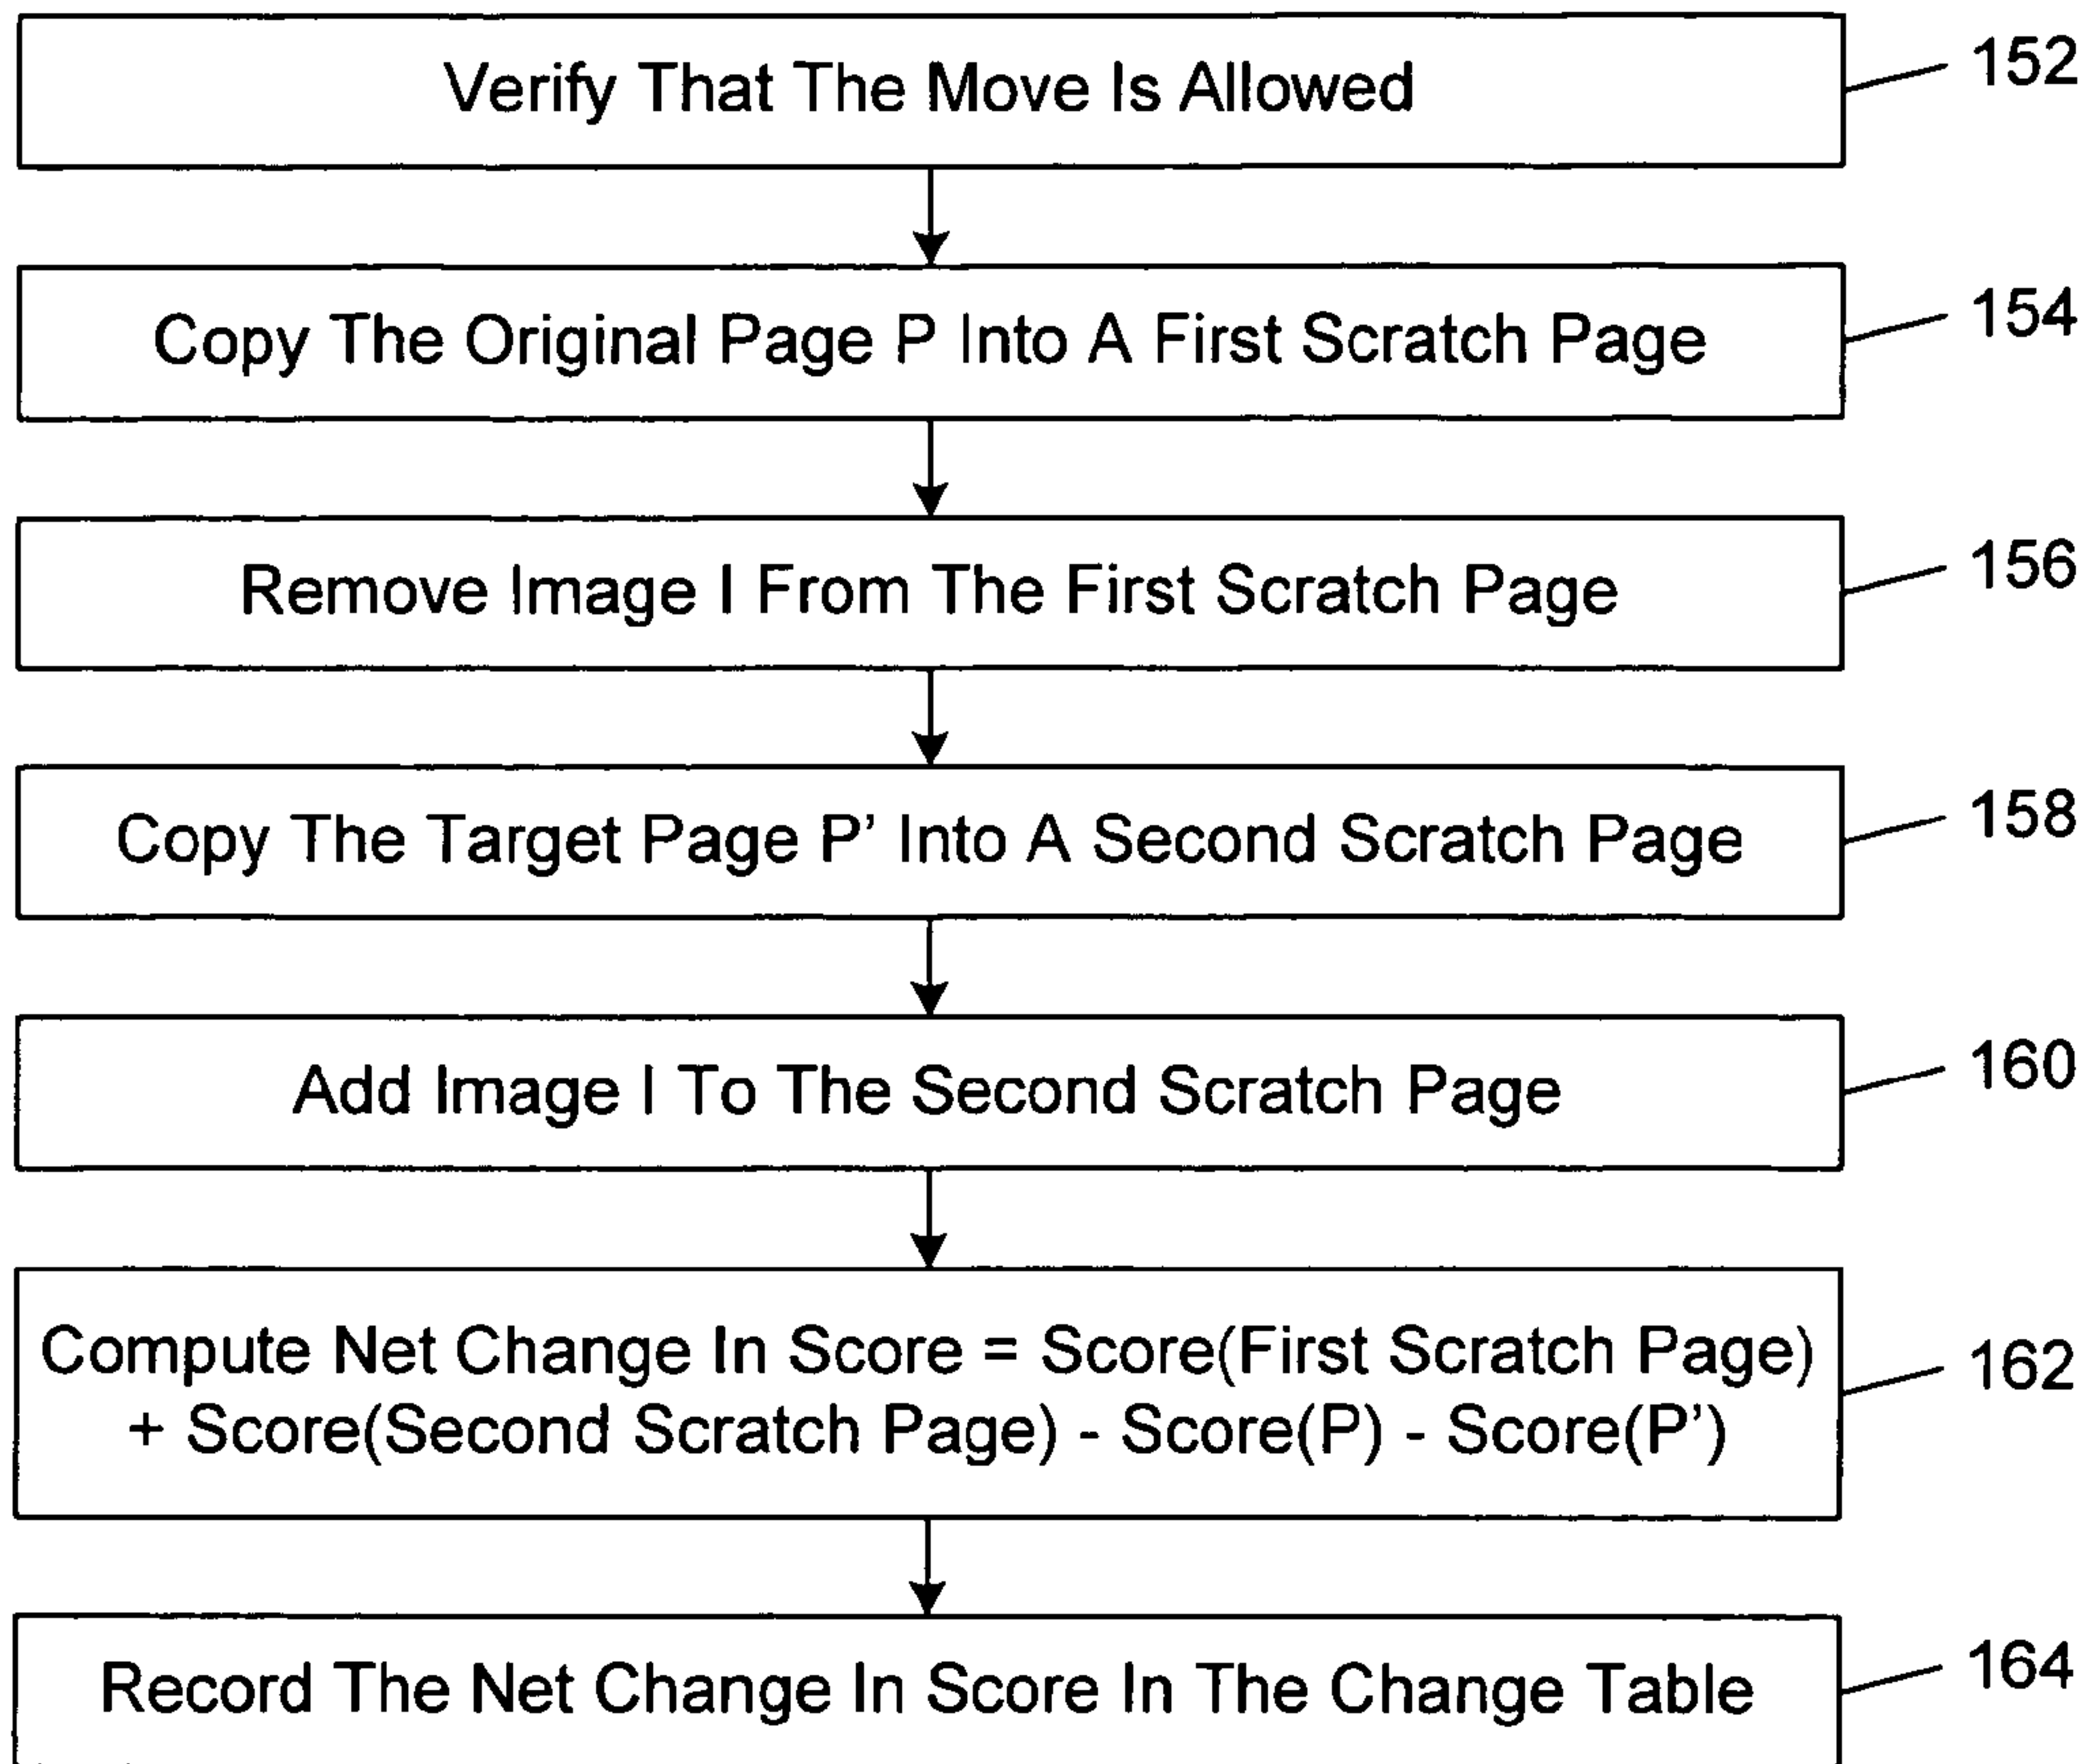 Verify That The Move Is Allowed
152
Copy The Original Page P Into A First Scratch Page
154
Remove Image I From The First Scratch Page
156
Copy The Target Page P' Into A Second Scratch Page
158
Add Image I To The Second Scratch Page
160
Compute Net Change In Score = Score(First Scratch Page)
+ Score(Second Scratch Page) - Score(P) - Score(P')
162
Record The Net Change In Score In The Change Table
164